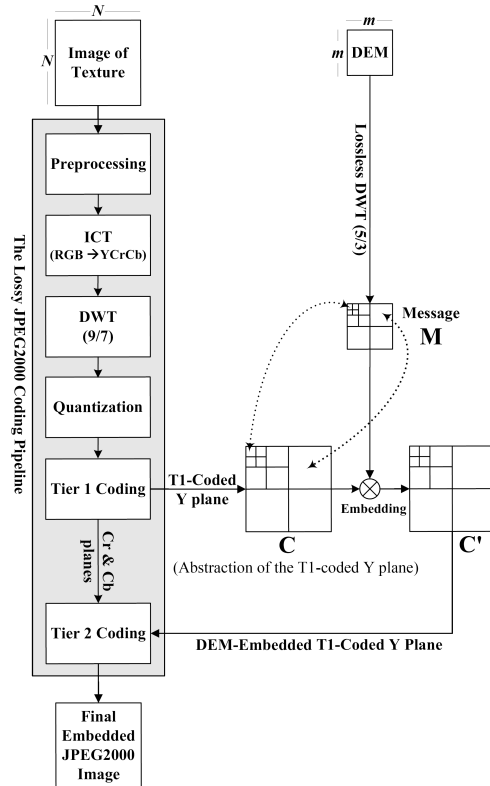 N
N
Image of
Texture
m
m
DEM
The Lossy JPEG2000 Coding Pipeline
Preprocessing
ICT
(RGB →YCrCb)
DWT
(9/7)
Quantization
Tier 1 Coding
Cr & Cb
planes
Tier 2 Coding
Final
Embedded
JPEG2000
Image
Lossless DWT (5/3)
Message
M
T1-Coded
Y plane
C
Embedding
C'
(Abstraction of the T1-coded Y plane)
DEM-Embedded T1-Coded Y Plane